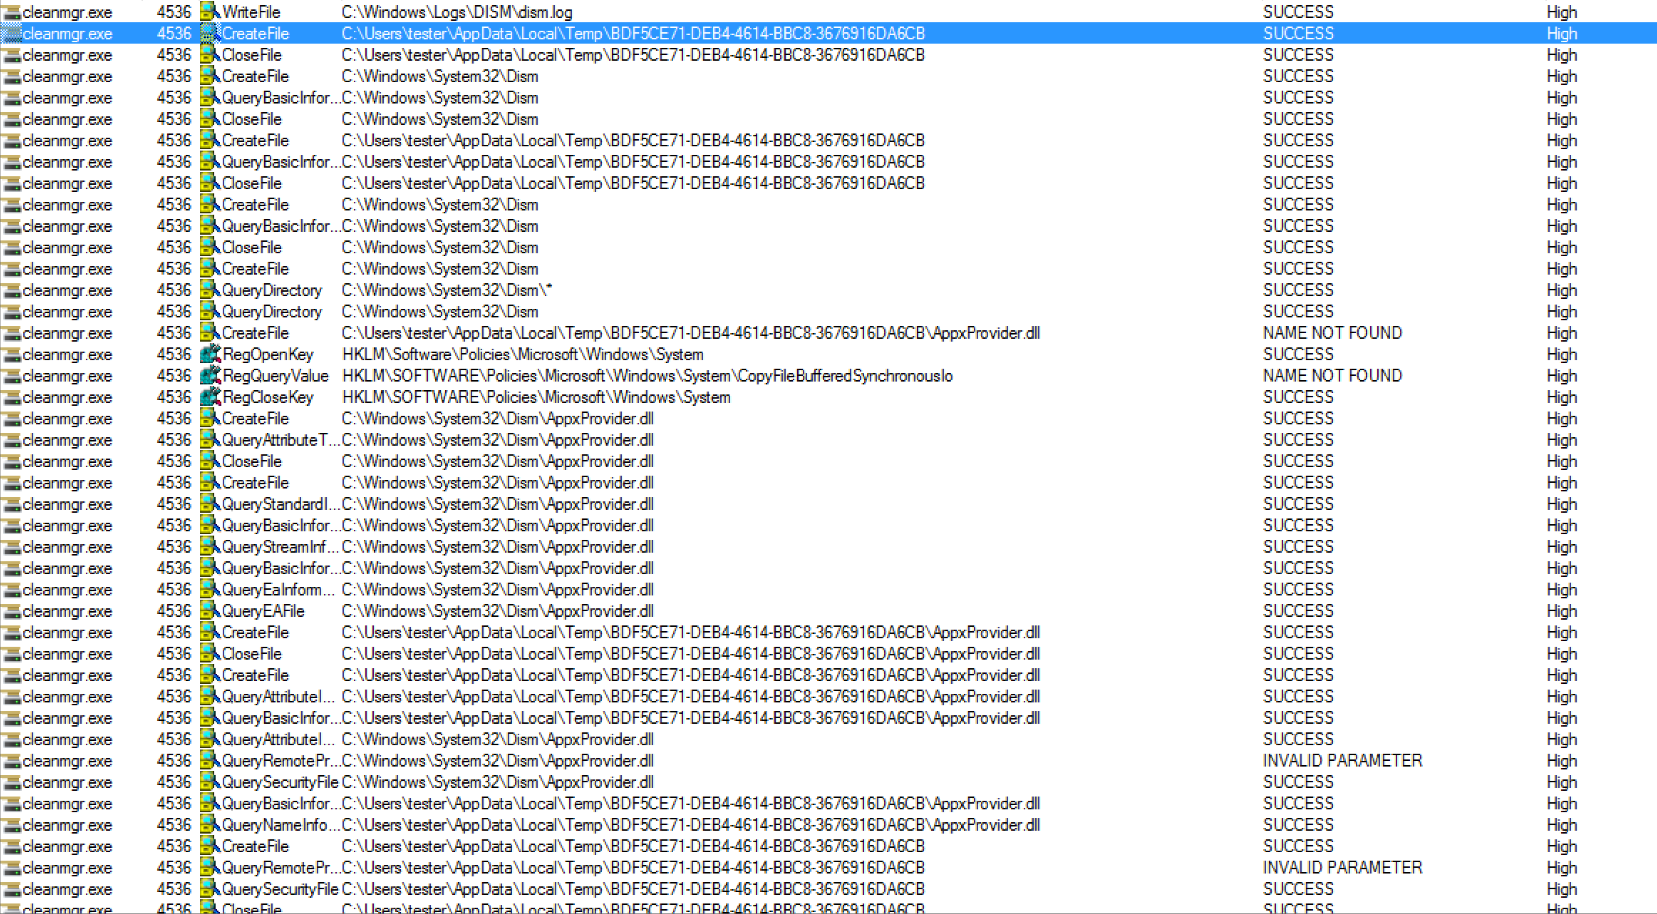 cleanmgr.exe 4536 WriteFile C:\Windows\Logs\DISM\dism.log SUCCESS High
cleanmgr.exe 4536 CreateFile C:\Users\tester\AppData\Local\Temp\BDF5CE71-DEB4-4614-BBC8-3676916DA6CB SUCCESS High
cleanmgr.exe 4536 CloseFile C:\Users\tester\AppData\Local\Temp\BDF5CE71-DEB4-4614-BBC8-3676916DA6CB SUCCESS High
cleanmgr.exe 4536 CreateFile C:\Windows\System32\Dism SUCCESS High
cleanmgr.exe 4536 QueryBasicInfor... C:\Windows\System32\Dism SUCCESS High
cleanmgr.exe 4536 CloseFile C:\Windows\System32\Dism SUCCESS High
cleanmgr.exe 4536 CreateFile C:\Users\tester\AppData\Local\Temp\BDF5CE71-DEB4-4614-BBC8-3676916DA6CB SUCCESS High
cleanmgr.exe 4536 QueryBasicInfor... C:\Users\tester\AppData\Local\Temp\BDF5CE71-DEB4-4614-BBC8-3676916DA6CB SUCCESS High
cleanmgr.exe 4536 CloseFile C:\Users\tester\AppData\Local\Temp\BDF5CE71-DEB4-4614-BBC8-3676916DA6CB SUCCESS High
cleanmgr.exe 4536 CreateFile C:\Windows\System32\Dism SUCCESS High
cleanmgr.exe 4536 QueryBasicInfor... C:\Windows\System32\Dism SUCCESS High
cleanmgr.exe 4536 CloseFile C:\Windows\System32\Dism SUCCESS High
cleanmgr.exe 4536 CreateFile C:\Windows\System32\Dism SUCCESS High
cleanmgr.exe 4536 QueryDirectory C:\Windows\System32\Dism\* SUCCESS High
cleanmgr.exe 4536 QueryDirectory C:\Windows\System32\Dism SUCCESS High
cleanmgr.exe 4536 CreateFile C:\Users\tester\AppData\Local\Temp\BDF5CE71-DEB4-4614-BBC8-3676916DA6CB\AppxProvider.dll NAME NOT FOUND High
cleanmgr.exe 4536 RegOpenKey HKLM\Software\Policies\Microsoft\Windows\System SUCCESS High
cleanmgr.exe 4536 RegQueryValue HKLM\SOFTWARE\Policies\Microsoft\Windows\System\CopyFileBufferedSynchronousIo NAME NOT FOUND High
cleanmgr.exe 4536 RegCloseKey HKLM\SOFTWARE\Policies\Microsoft\Windows\System SUCCESS High
cleanmgr.exe 4536 CreateFile C:\Windows\System32\Dism\AppxProvider.dll SUCCESS High
cleanmgr.exe 4536 QueryAttributeT... C:\Windows\System32\Dism\AppxProvider.dll SUCCESS High
cleanmgr.exe 4536 CloseFile C:\Windows\System32\Dism\AppxProvider.dll SUCCESS High
cleanmgr.exe 4536 CreateFile C:\Windows\System32\Dism\AppxProvider.dll SUCCESS High
cleanmgr.exe 4536 QueryStandardI... C:\Windows\System32\Dism\AppxProvider.dll SUCCESS High
cleanmgr.exe 4536 QueryBasicInfor... C:\Windows\System32\Dism\AppxProvider.dll SUCCESS High
cleanmgr.exe 4536 QueryStreamInf... C:\Windows\System32\Dism\AppxProvider.dll SUCCESS High
cleanmgr.exe 4536 QueryBasicInfor... C:\Windows\System32\Dism\AppxProvider.dll SUCCESS High
cleanmgr.exe 4536 QueryEaInform... C:\Windows\System32\Dism\AppxProvider.dll SUCCESS High
cleanmgr.exe 4536 QueryEAFile C:\Windows\System32\Dism\AppxProvider.dll SUCCESS High
cleanmgr.exe 4536 CreateFile C:\Users\tester\AppData\Local\Temp\BDF5CE71-DEB4-4614-BBC8-3676916DA6CB\AppxProvider.dll SUCCESS High
cleanmgr.exe 4536 CloseFile C:\Users\tester\AppData\Local\Temp\BDF5CE71-DEB4-4614-BBC8-3676916DA6CB\AppxProvider.dll SUCCESS High
cleanmgr.exe 4536 CreateFile C:\Users\tester\AppData\Local\Temp\BDF5CE71-DEB4-4614-BBC8-3676916DA6CB\AppxProvider.dll SUCCESS High
cleanmgr.exe 4536 QueryAttributeI... C:\Users\tester\AppData\Local\Temp\BDF5CE71-DEB4-4614-BBC8-3676916DA6CB\AppxProvider.dll SUCCESS High
cleanmgr.exe 4536 QueryBasicInfor... C:\Users\tester\AppData\Local\Temp\BDF5CE71-DEB4-4614-BBC8-3676916DA6CB\AppxProvider.dll SUCCESS High
cleanmgr.exe 4536 QueryAttributeI... C:\Windows\System32\Dism\AppxProvider.dll SUCCESS High
cleanmgr.exe 4536 QueryRemotePr... C:\Windows\System32\Dism\AppxProvider.dll INVALID PARAMETER High
cleanmgr.exe 4536 QuerySecurityFile C:\Windows\System32\Dism\AppxProvider.dll SUCCESS High
cleanmgr.exe 4536 QueryBasicInfor... C:\Users\tester\AppData\Local\Temp\BDF5CE71-DEB4-4614-BBC8-3676916DA6CB\AppxProvider.dll SUCCESS High
cleanmgr.exe 4536 QueryNameInfo... C:\Users\tester\AppData\Local\Temp\BDF5CE71-DEB4-4614-BBC8-3676916DA6CB\AppxProvider.dll SUCCESS High
cleanmgr.exe 4536 CreateFile C:\Users\tester\AppData\Local\Temp\BDF5CE71-DEB4-4614-BBC8-3676916DA6CB SUCCESS High
cleanmgr.exe 4536 QueryRemotePr... C:\Users\tester\AppData\Local\Temp\BDF5CE71-DEB4-4614-BBC8-3676916DA6CB INVALID PARAMETER High
cleanmgr.exe 4536 QuerySecurityFile C:\Users\tester\AppData\Local\Temp\BDF5CE71-DEB4-4614-BBC8-3676916DA6CB SUCCESS High
cleanmgr.exe 4536 CloseFile C:\Users\tester\AppData\Local\Temp\BDF5CE71-DEB4-4614-BBC8-3676916DA6CB SUCCESS High